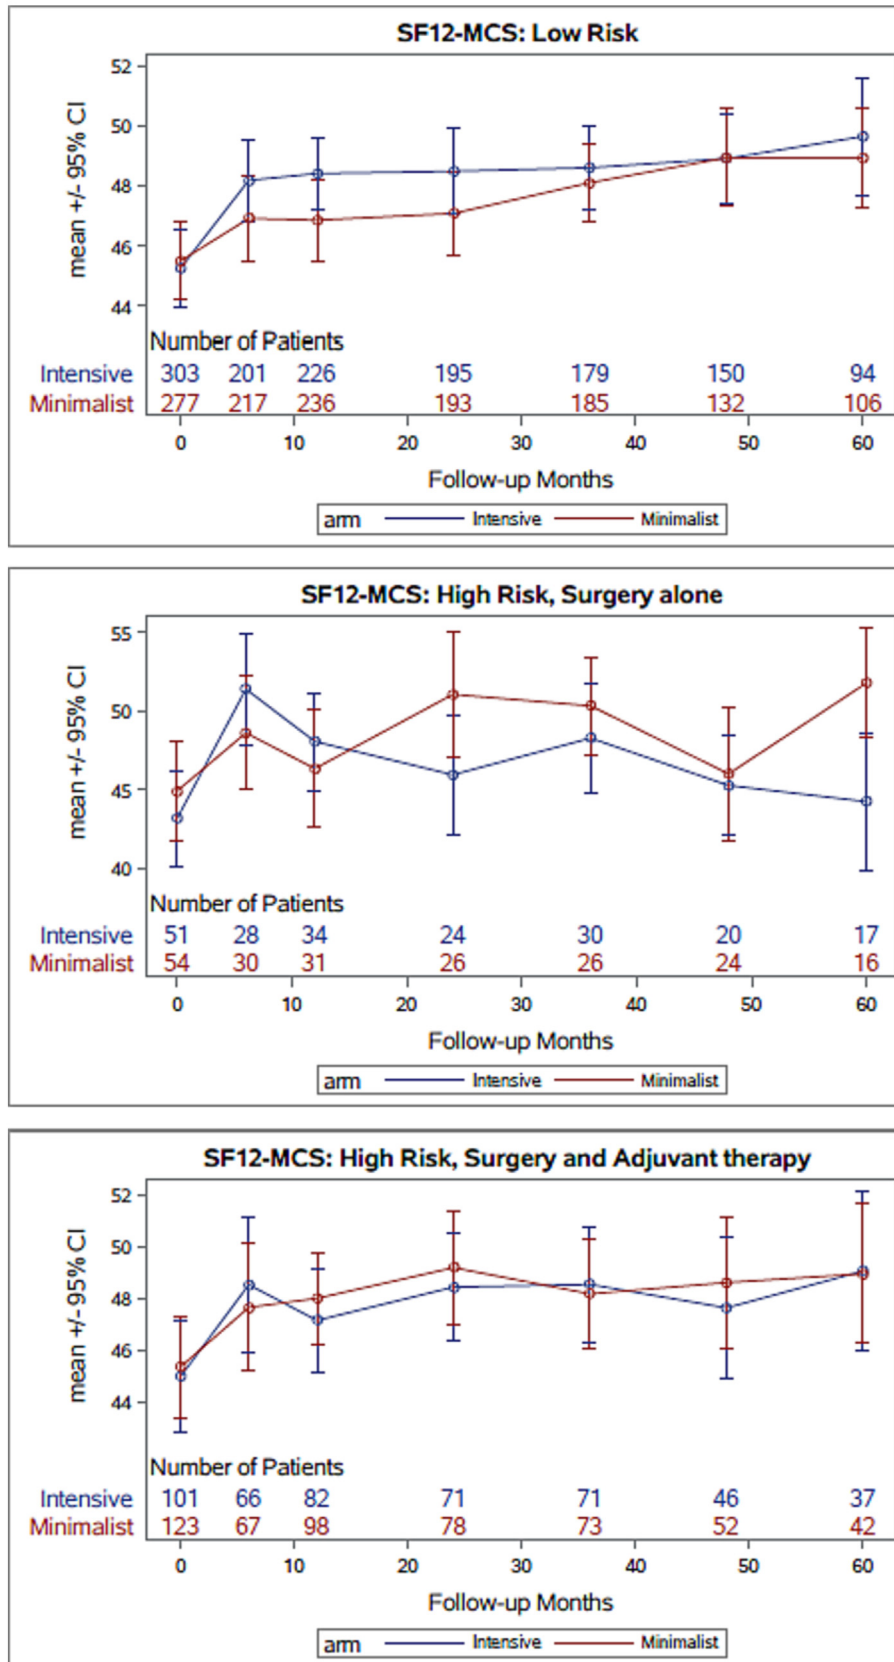 SF12-MCS: Low Risk
52
50
48
46
44
mean +/- 95% CI
Number of Patients
Intensive 303 201 226 195 179 150 94
Minimalist 277 217 236 193 185 132 106
0 10 20 30 40 50 60
Follow-up Months
arm Intensive Minimalist
SF12-MCS: High Risk, Surgery alone
55
50
45
40
mean +/- 95% CI
Number of Patients
Intensive 51 28 34 24 30 20 17
Minimalist 54 30 31 26 26 24 16
0 10 20 30 40 50 60
Follow-up Months
arm Intensive Minimalist
SF12-MCS: High Risk, Surgery and Adjuvant therapy
52
50
48
46
44
mean +/- 95% CI
Number of Patients
Intensive 101 66 82 71 71 46 37
Minimalist 123 67 98 78 73 52 42
0 10 20 30 40 50 60
Follow-up Months
arm Intensive Minimalist